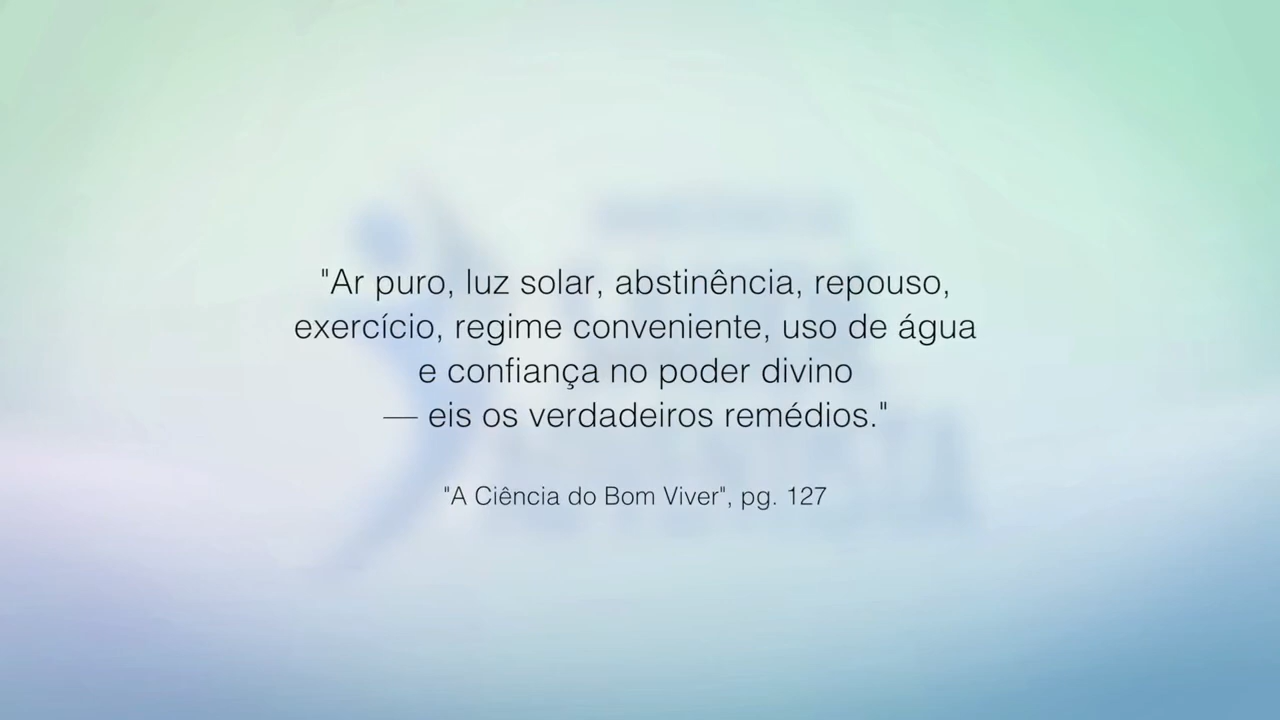 "Ar puro, luz solar, abstinência, repouso,
exercício, regime conveniente, uso de água
e confiança no poder divino
— eis os verdadeiros remédios."
"A Ciência do Bom Viver", pg. 127